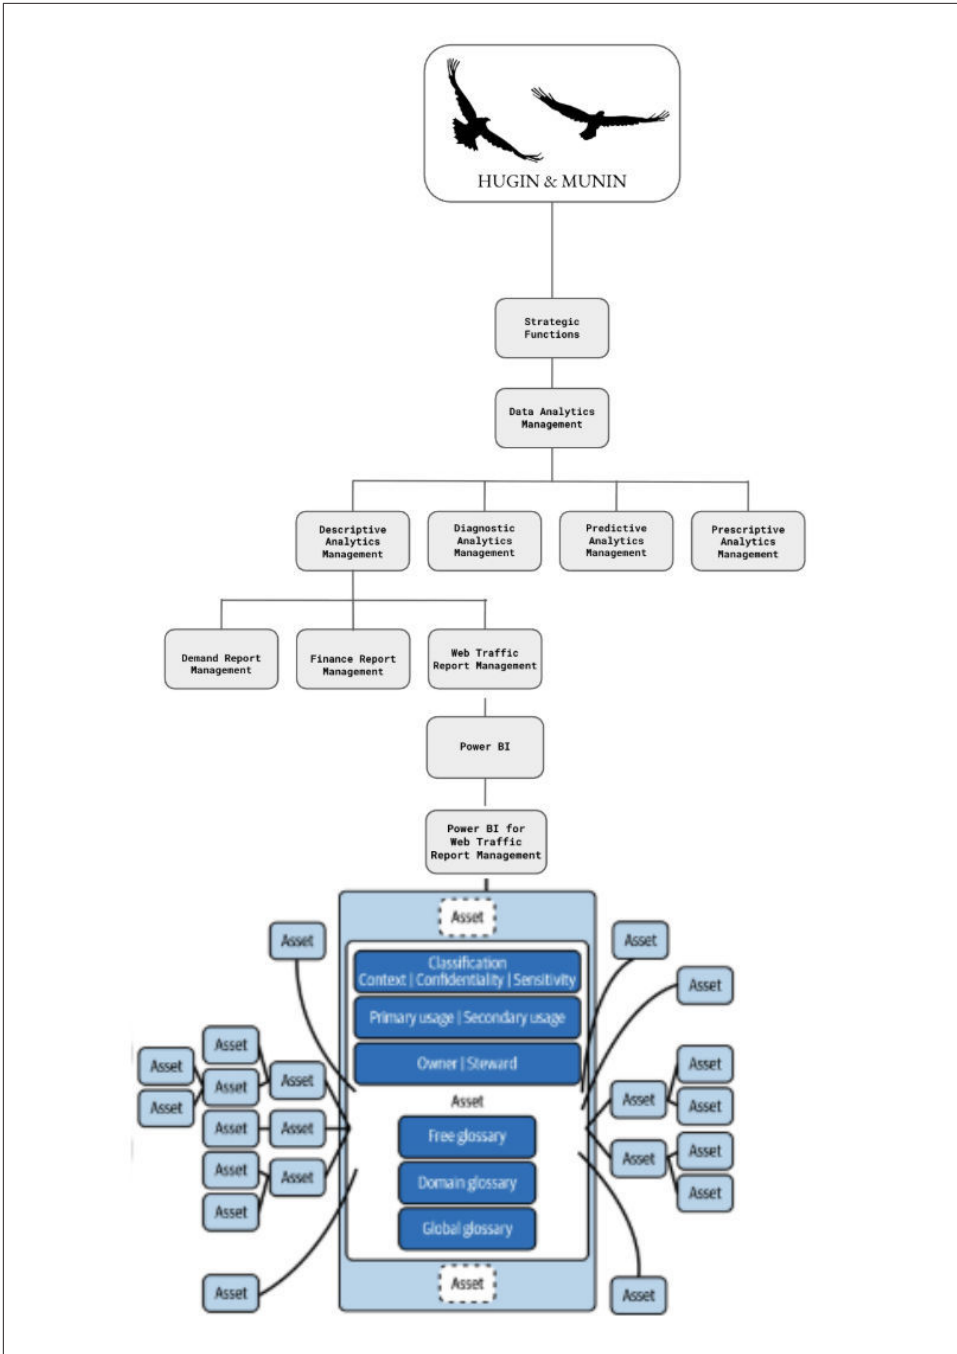 HUGIN & MUNIN
Strategic
Functions
Data Analytics
Management
Descriptive
Analytics
Management
Diagnostic
Analytics
Management
Predictive
Analytics
Management
Prescriptive
Analytics
Management
Demand Report
Management
Finance Report
Management
Web Traffic
Report Management
Power BI
Power BI for
Web Traffic
Report Management
Asset
Asset
Asset
Classification
Context | Confidentiality | Sensitivity
Asset
Primary usage | Secondary usage
Asset
Asset
Asset
Owner | Steward
Asset
Asset
Asset
Asset
Asset
Asset
Asset
Asset
Asset
Free glossary
Asset
Asset
Asset
Asset
Asset
Domain glossary
Asset
Asset
Global glossary
Asset
Asset
Asset